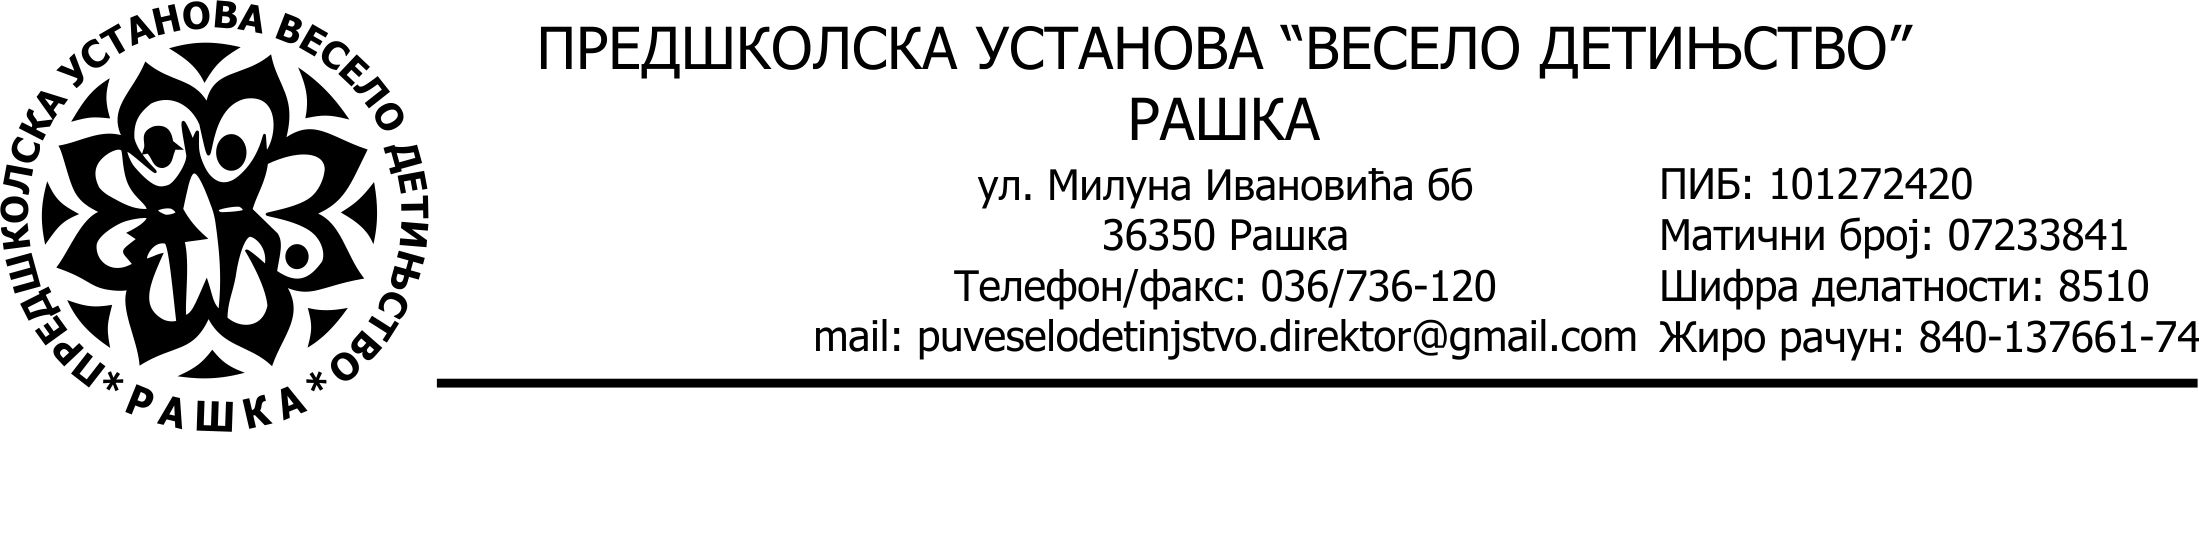 ПРЕДШКОЛСКА УСТАНОВА ВЕСЕЛО ДЕТИЊСТВО
* РАШКА *
ПРЕДШКОЛСКА УСТАНОВА “ВЕСЕЛО ДЕТИЊСТВО”
РАШКА
ул. Милуна Ивановића бб
36350 Рашка
Телефон/факс: 036/736-120
mail: puveselodetinjstvo.direktor@gmail.com
ПИБ: 101272420
Матични број: 07233841
Шифра делатности: 8510
Жиро рачун: 840-137661-74